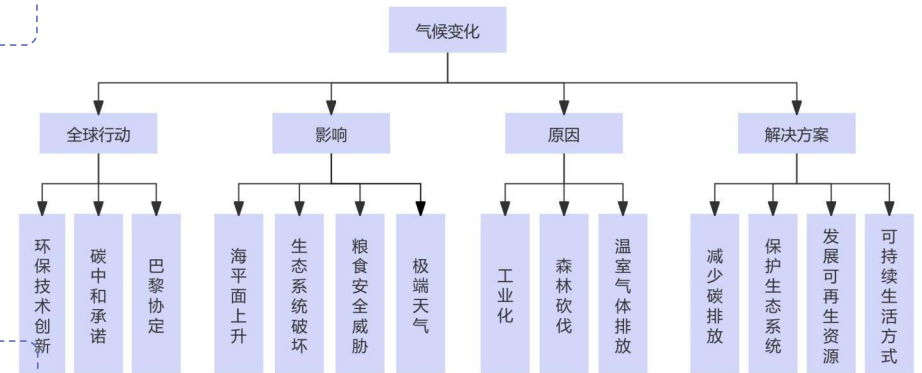 气候变化
全球行动
影响
原因
解决方案
环保技术创新
碳中和承诺
巴黎协定
海平面上升
生态系统破坏
粮食安全威胁
极端天气
工业化
森林砍伐
温室气体排放
减少碳排放
保护生态系统
发展可再生资源
可持续生活方式